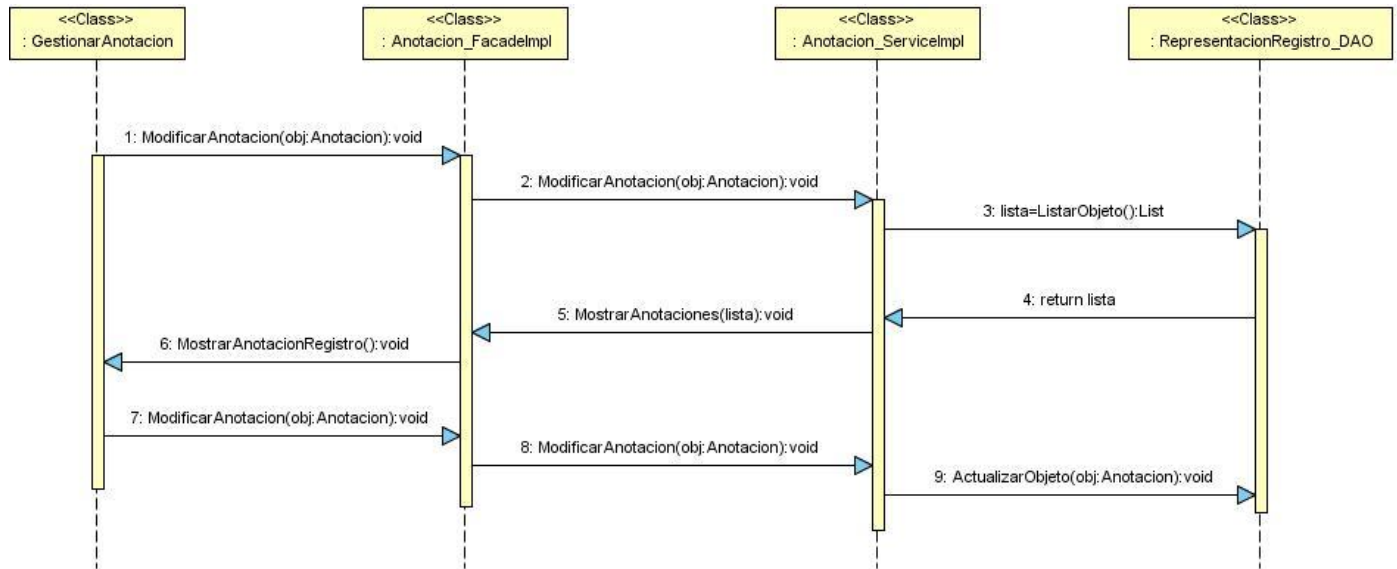 <<Class>>
: GestionarAnotacion
<<Class>>
: Anotacion_FacadeImpl
<<Class>>
: Anotacion_ServiceImpl
<<Class>>
: RepresentacionRegistro_DAO
1: ModificarAnotacion(obj:Anotacion):void
2: ModificarAnotacion(obj:Anotacion):void
3: lista=ListarObjeto():List
4: return lista
5: MostrarAnotaciones(lista):void
6: MostrarAnotacionRegistro():void
7: ModificarAnotacion(obj:Anotacion):void
8: ModificarAnotacion(obj:Anotacion):void
9: ActualizarObjeto(obj:Anotacion):void